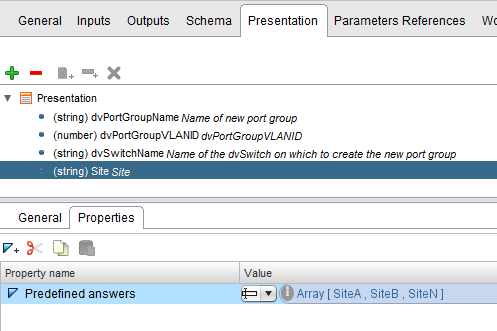 General Inputs Outputs Schema Presentation Parameters References
Presentation
(string) dvPortGroupName Name of new port group
(number) dvPortGroupVLANID dvPortGroupVLANID
(string) dvSwitchName Name of the dvSwitch on which to create the new port group
(string) Site Site
General Properties
Property name Value
Predefined answers Array [ SiteA , SiteB , SiteN ]